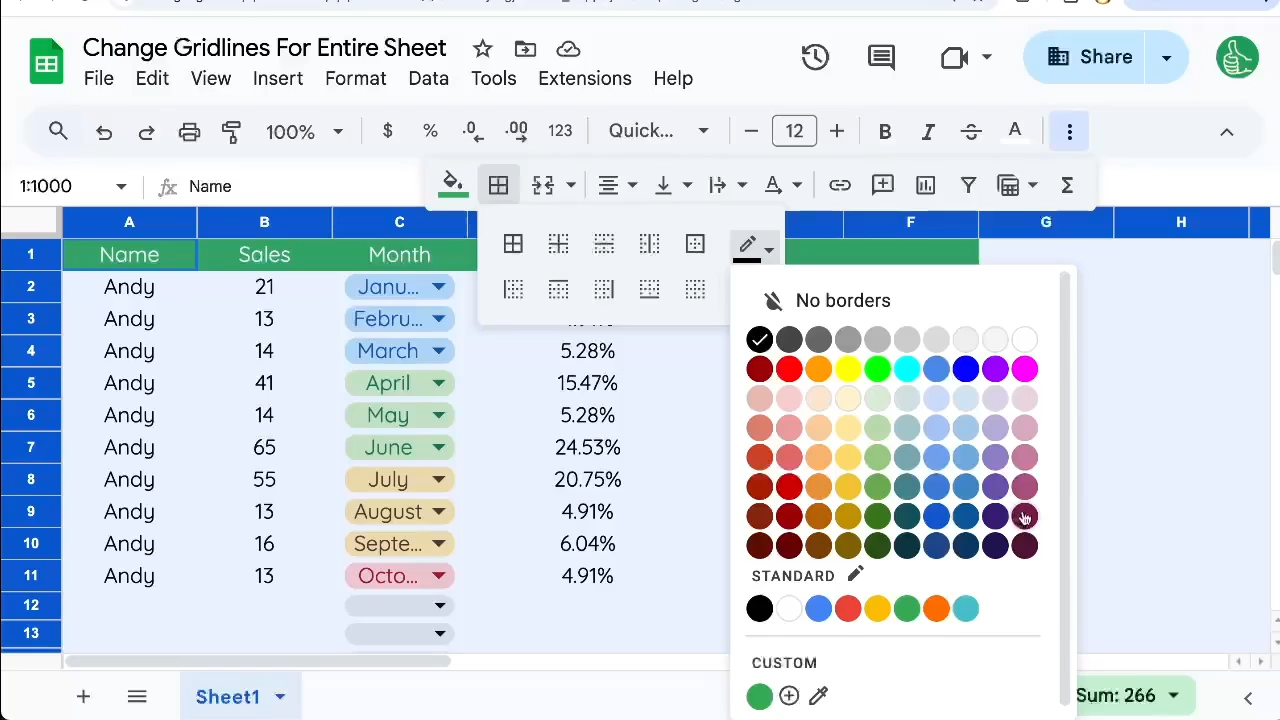 Change Gridlines For Entire Sheet
File Edit View Insert Format Data Tools Extensions Help
Share
100% $ % .0 .00 123 Quick... 12 B I S A
1:1000 fx Name
A B C F G H
1 Name Sales Month
2 Andy 21 Janu...
3 Andy 13 Febru...
4 Andy 14 March 5.28%
5 Andy 41 April 15.47%
6 Andy 14 May 5.28%
7 Andy 65 June 24.53%
8 Andy 55 July 20.75%
9 Andy 13 August 4.91%
10 Andy 16 Septe... 6.04%
11 Andy 13 Octo... 4.91%
12
13
No borders
STANDARD
CUSTOM
Sheet1
Sum: 266